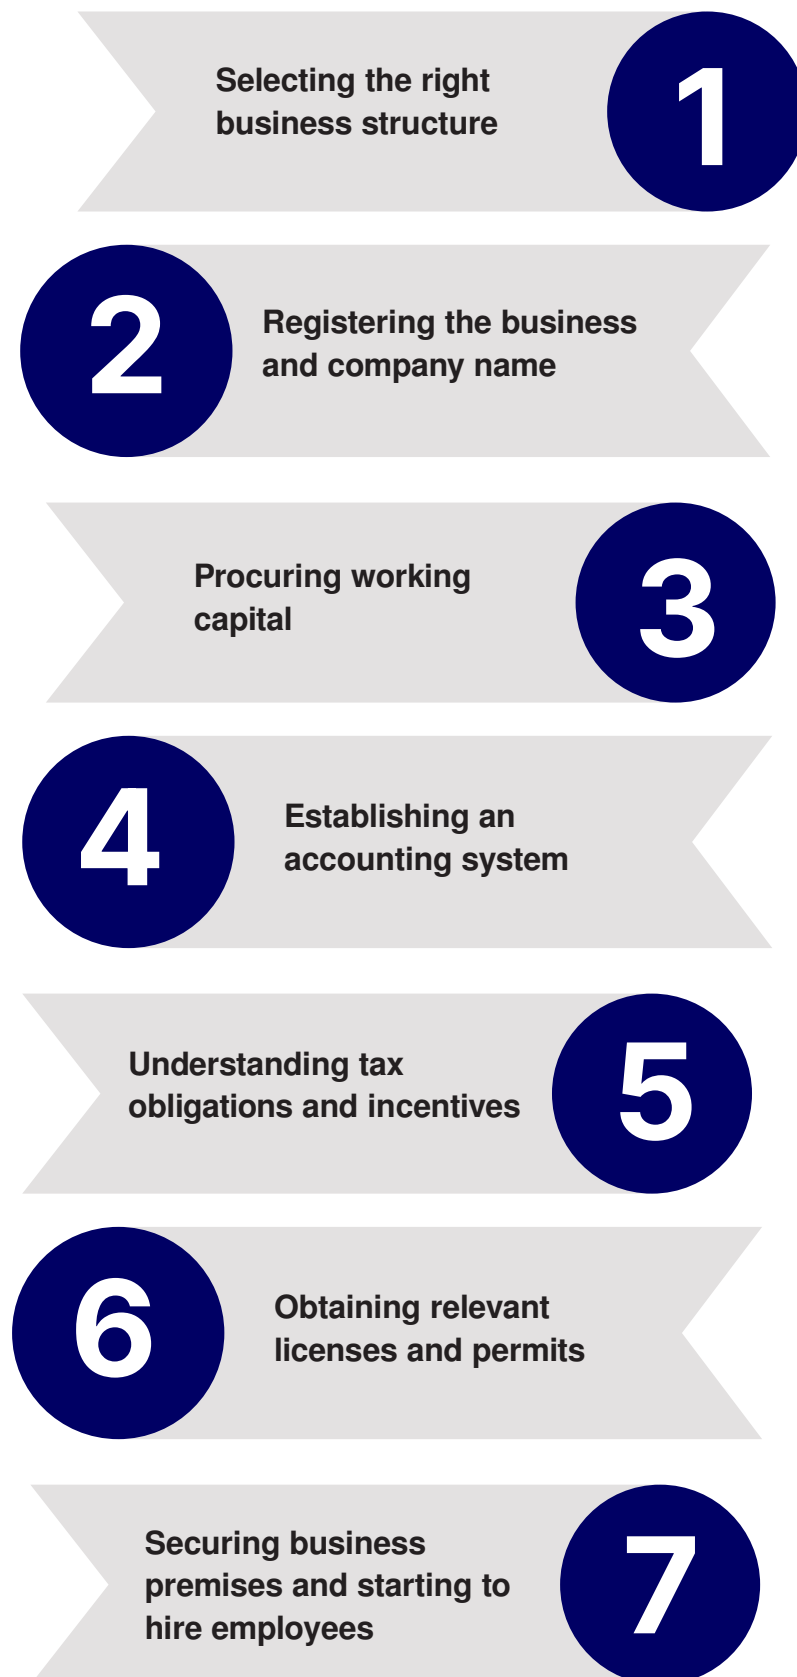 Selecting the right
business structure
1
2
Registering the business
and company name
Procuring working
capital
3
4
Establishing an
accounting system
Understanding tax
obligations and incentives
5
6
Obtaining relevant
licenses and permits
Securing business
premises and starting to
hire employees
7